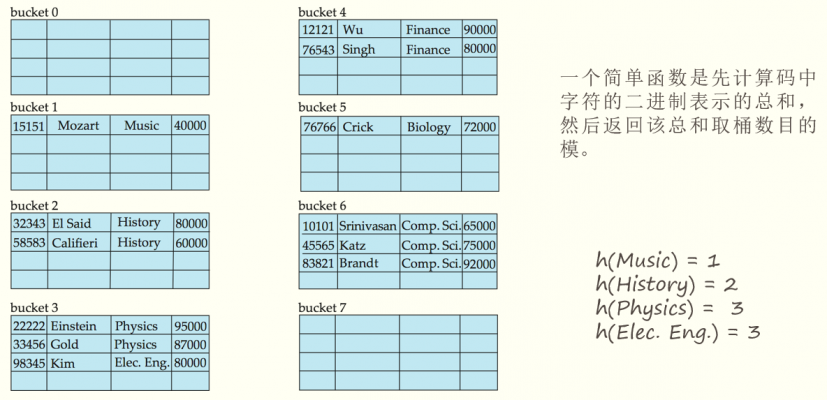 bucket 0
bucket 1
15151 Mozart Music 40000
bucket 2
32343 El Said History 80000
58583 Califieri History 60000
bucket 3
22222 Einstein Physics 95000
33456 Gold Physics 87000
98345 Kim Elec. Eng. 80000
bucket 4
12121 Wu Finance 90000
76543 Singh Finance 80000
bucket 5
76766 Crick Biology 72000
bucket 6
10101 Srinivasan Comp. Sci. 65000
45565 Katz Comp. Sci. 75000
83821 Brandt Comp. Sci. 92000
bucket 7
一个简单函数是先计算码中
字符的二进制表示的总和，
然后返回该总和取桶数目的
模。
h(Music) = 1
h(History) = 2
h(Physics) = 3
h(Elec. Eng.) = 3